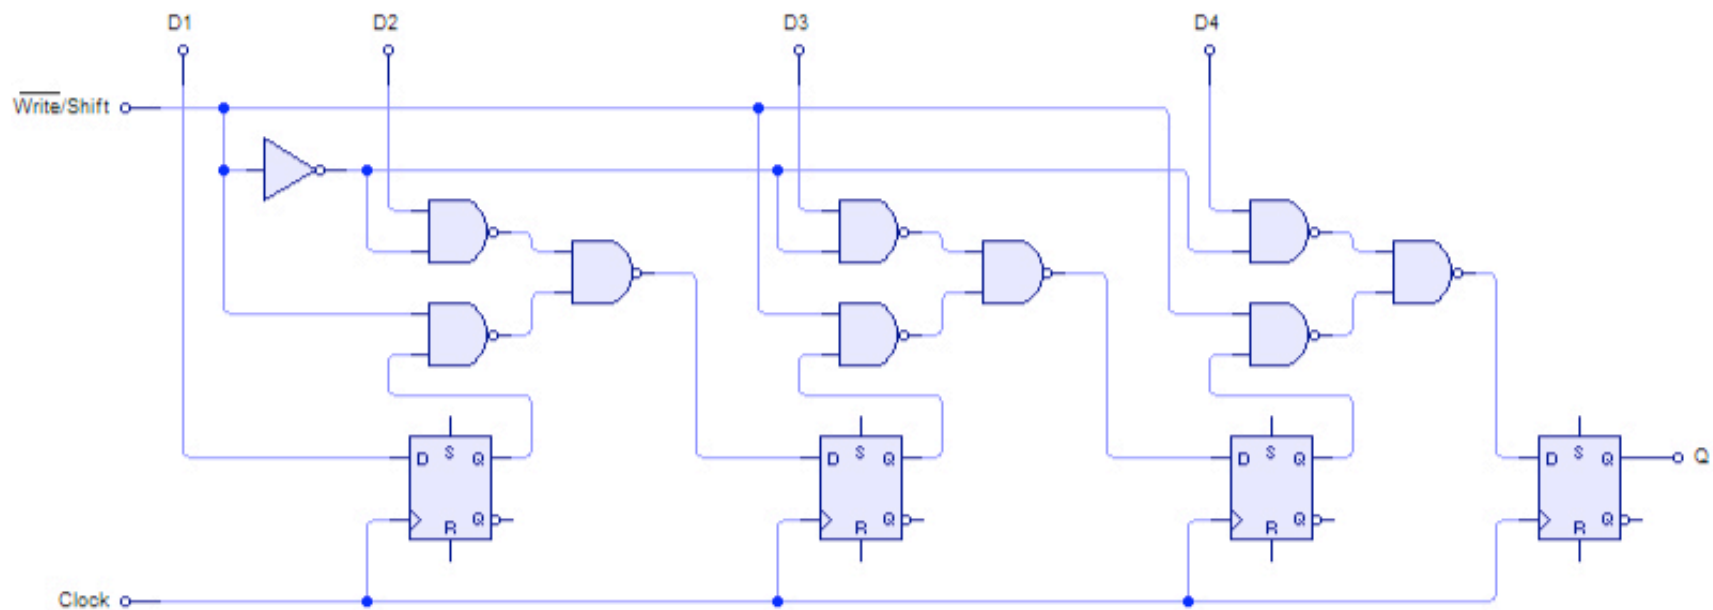 D1 D2 D3 D4
Write/Shift
D S Q D S Q D S Q D S Q Q
R Q R Q R Q R Q
Clock